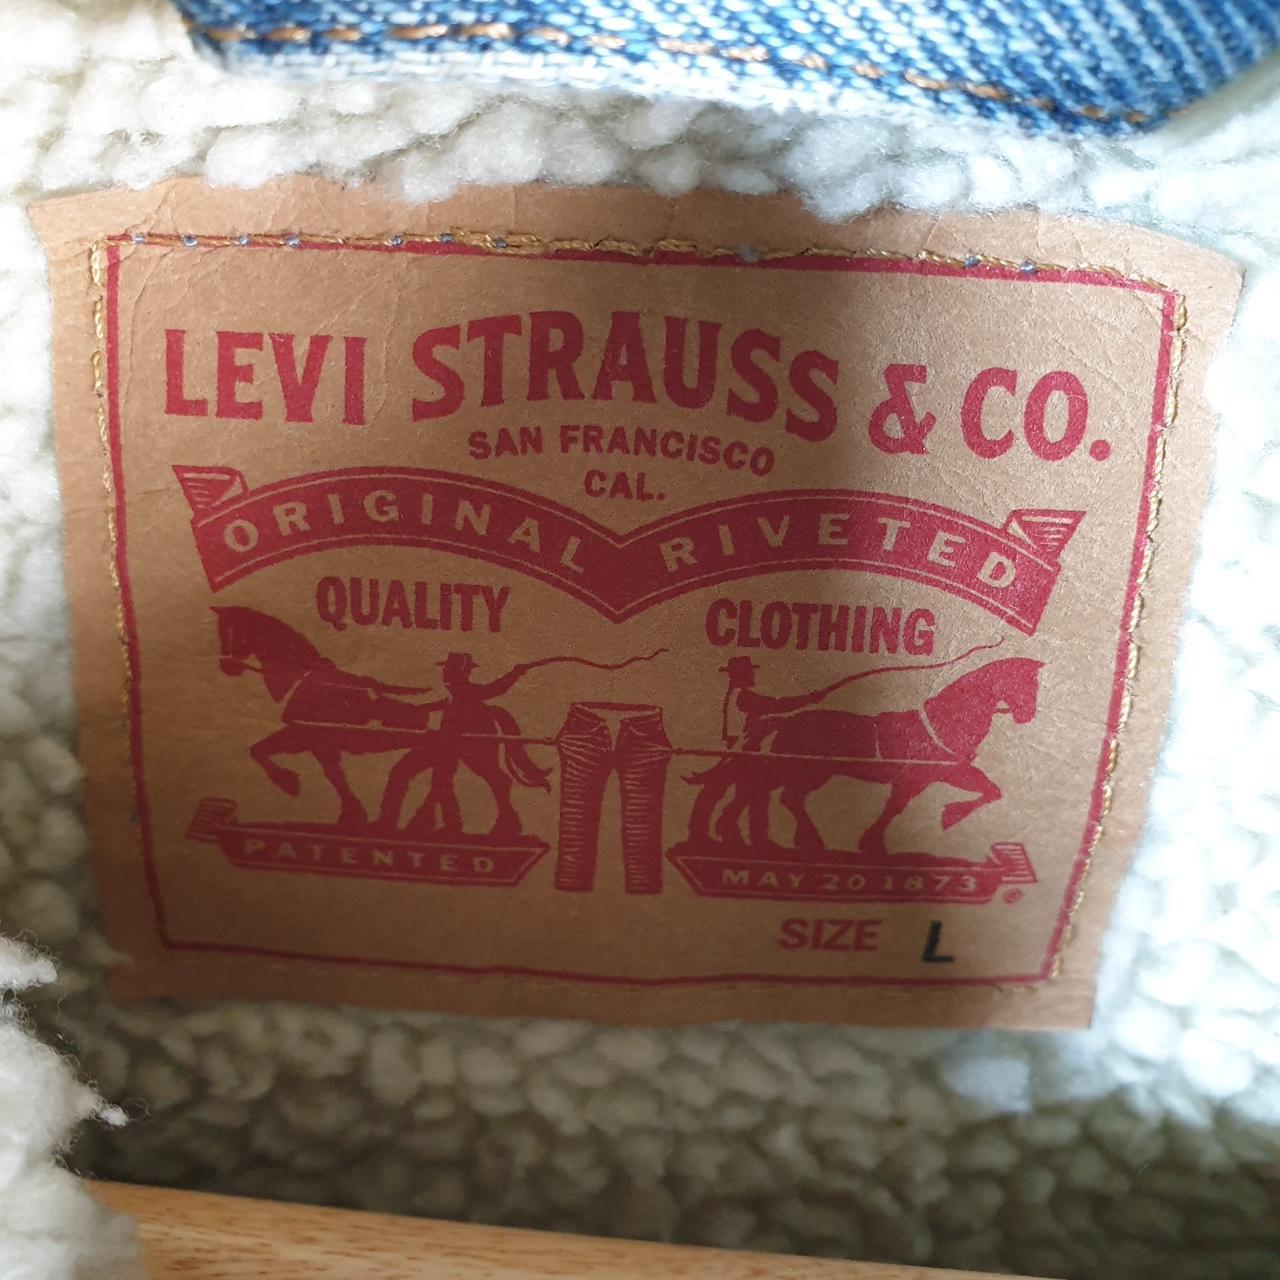 LEVI STRAUSS & CO.
SAN FRANCISCO
CAL.
ORIGINAL RIVETED
QUALITY CLOTHING
PATENTED MAY 20 1873
®
SIZE L